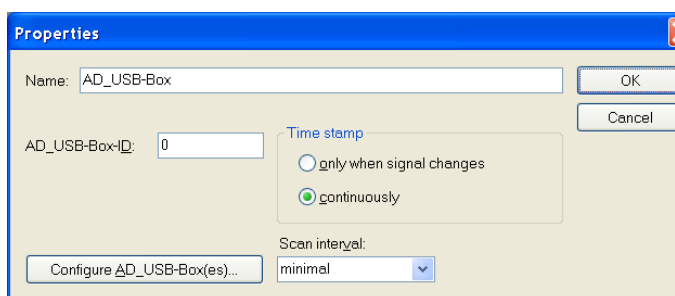 Properties
Name: AD_USB-Box
OK
Cancel
AD_USB-Box-ID: 0
Time stamp
only when signal changes
continuously
Scan interval:
Configure AD_USB-Box(es)... minimal